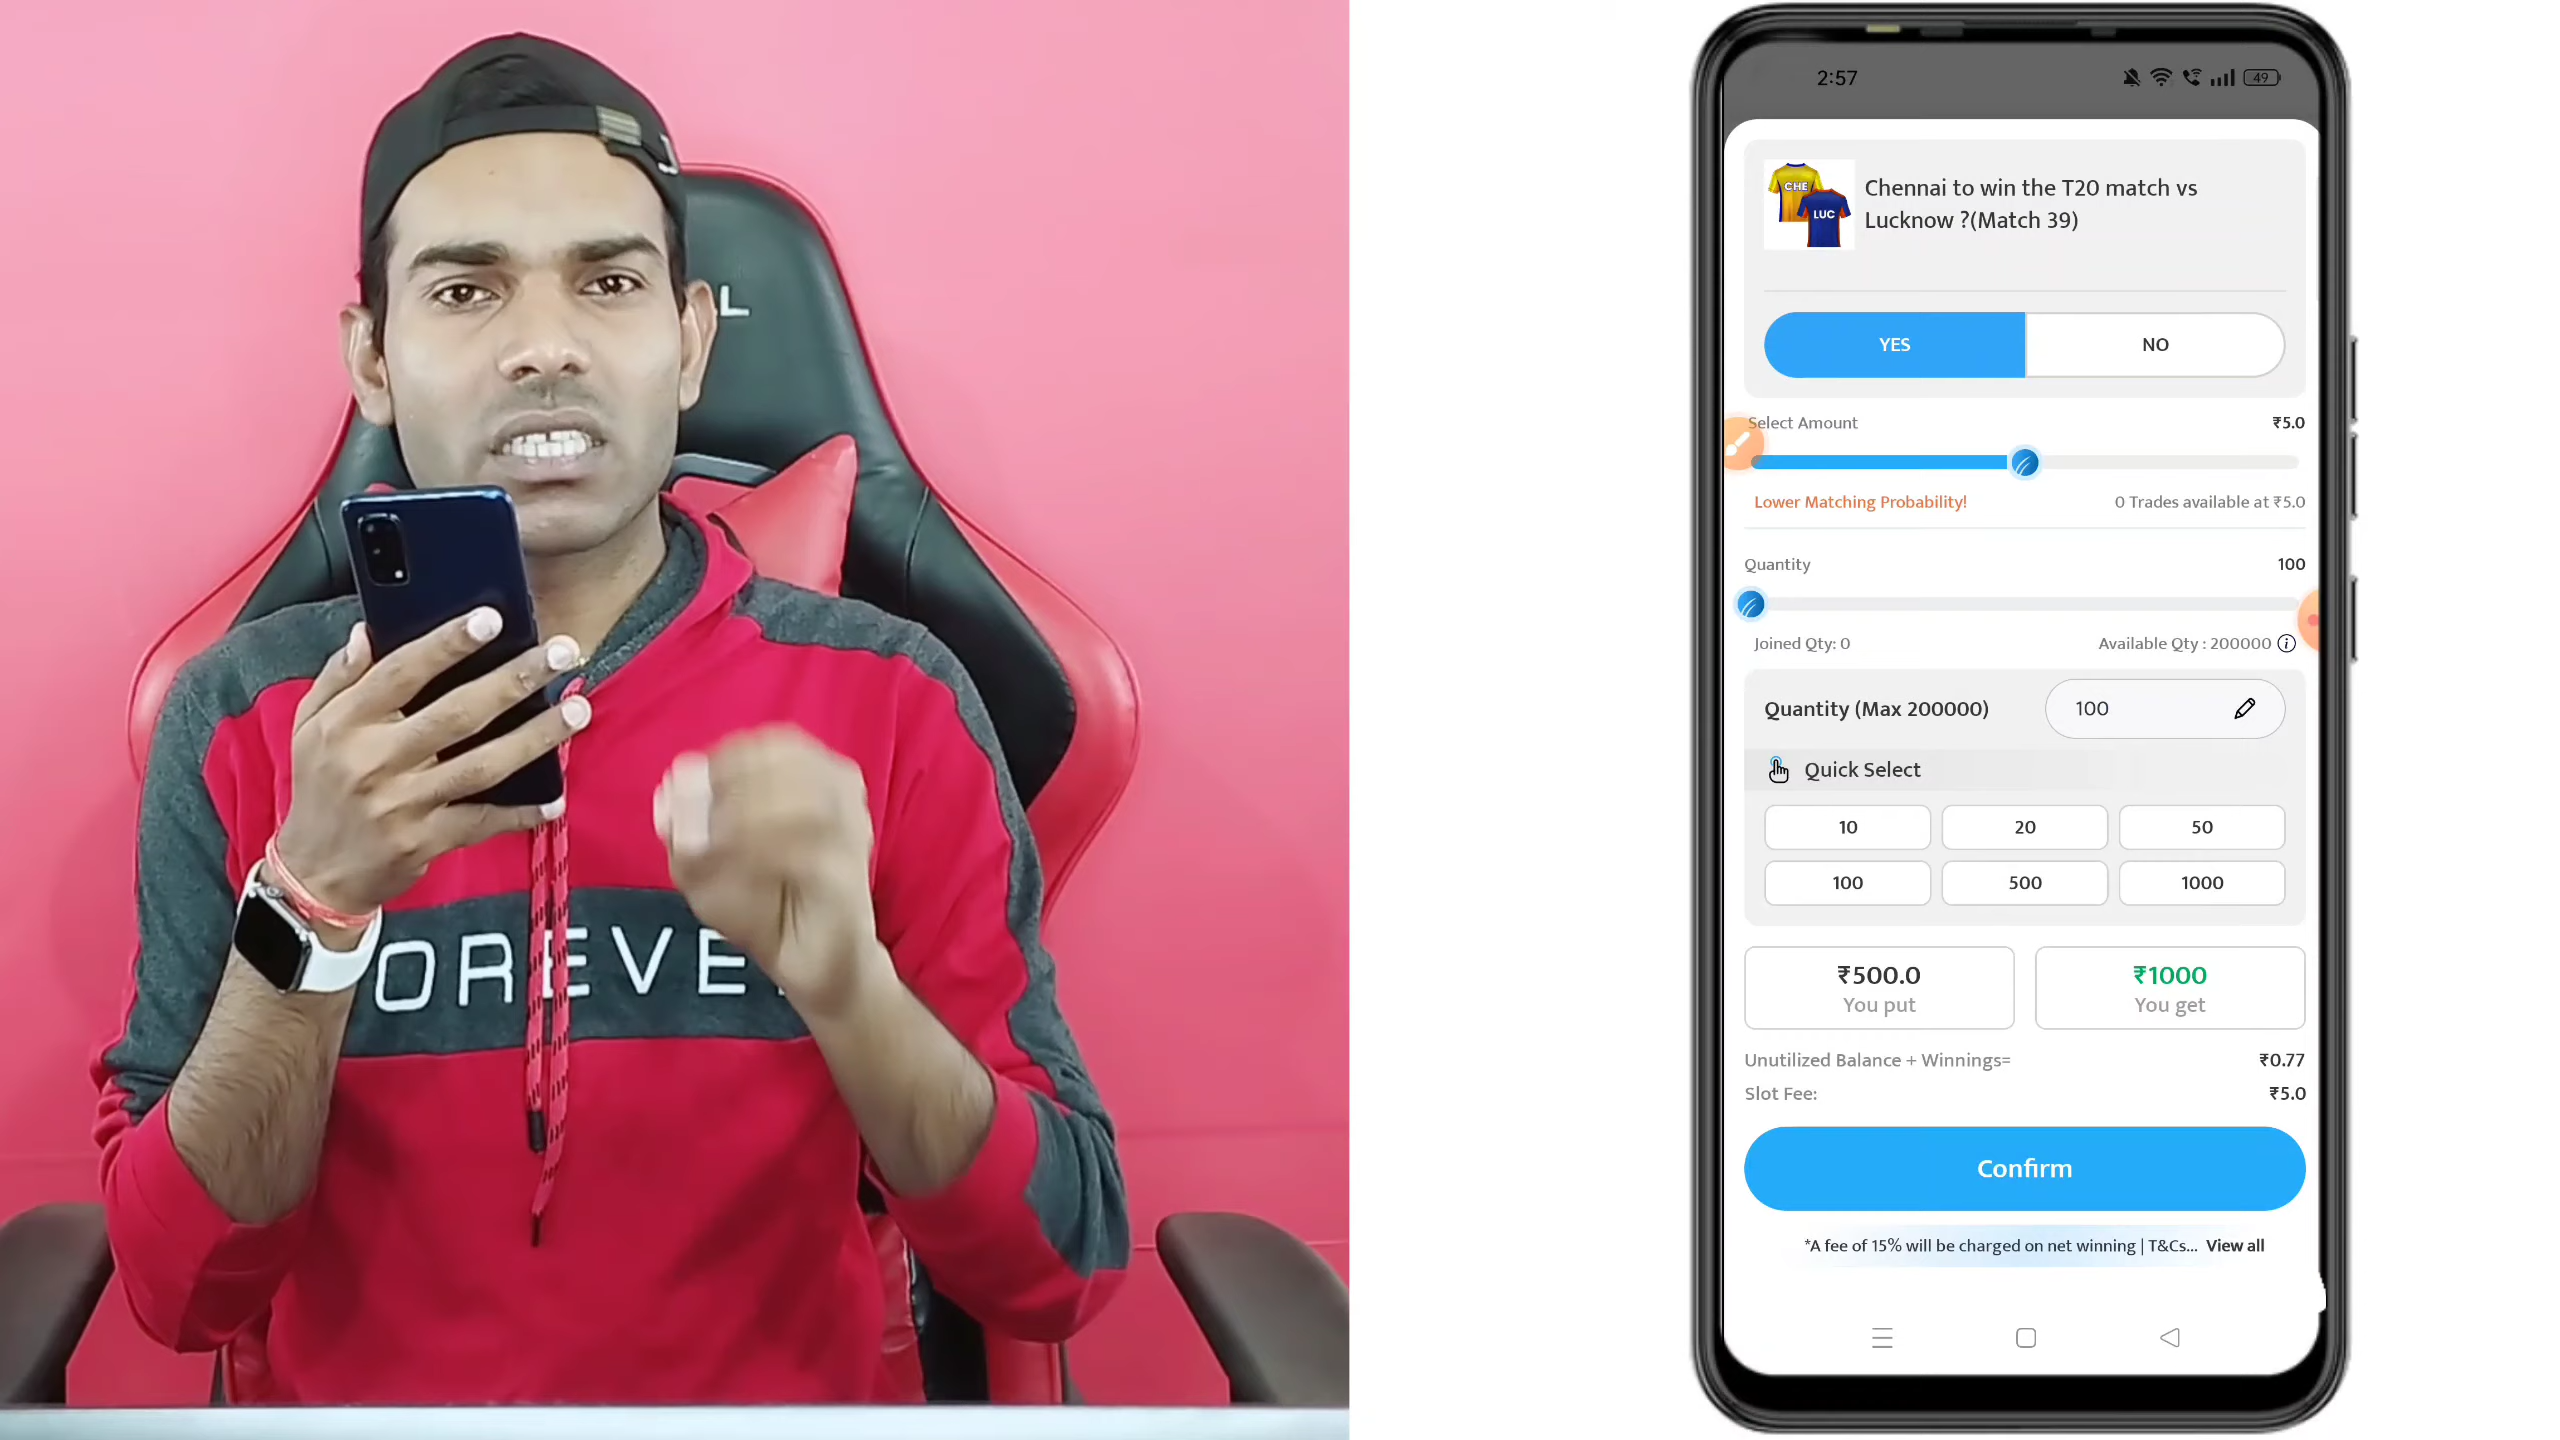 AL
OREVE
2:57
49
CHE
LUC
Chennai to win the T20 match vs
Lucknow ?(Match 39)
YES
NO
Select Amount
₹5.0
Lower Matching Probability!
0 Trades available at ₹5.0
Quantity
100
Joined Qty: 0
Available Qty : 200000
Quantity (Max 200000)
100
Quick Select
10
20
50
100
500
1000
₹500.0
You put
₹1000
You get
Unutilized Balance + Winnings=
₹0.77
Slot Fee:
₹5.0
Confirm
*A fee of 15% will be charged on net winning | T&Cs... View all